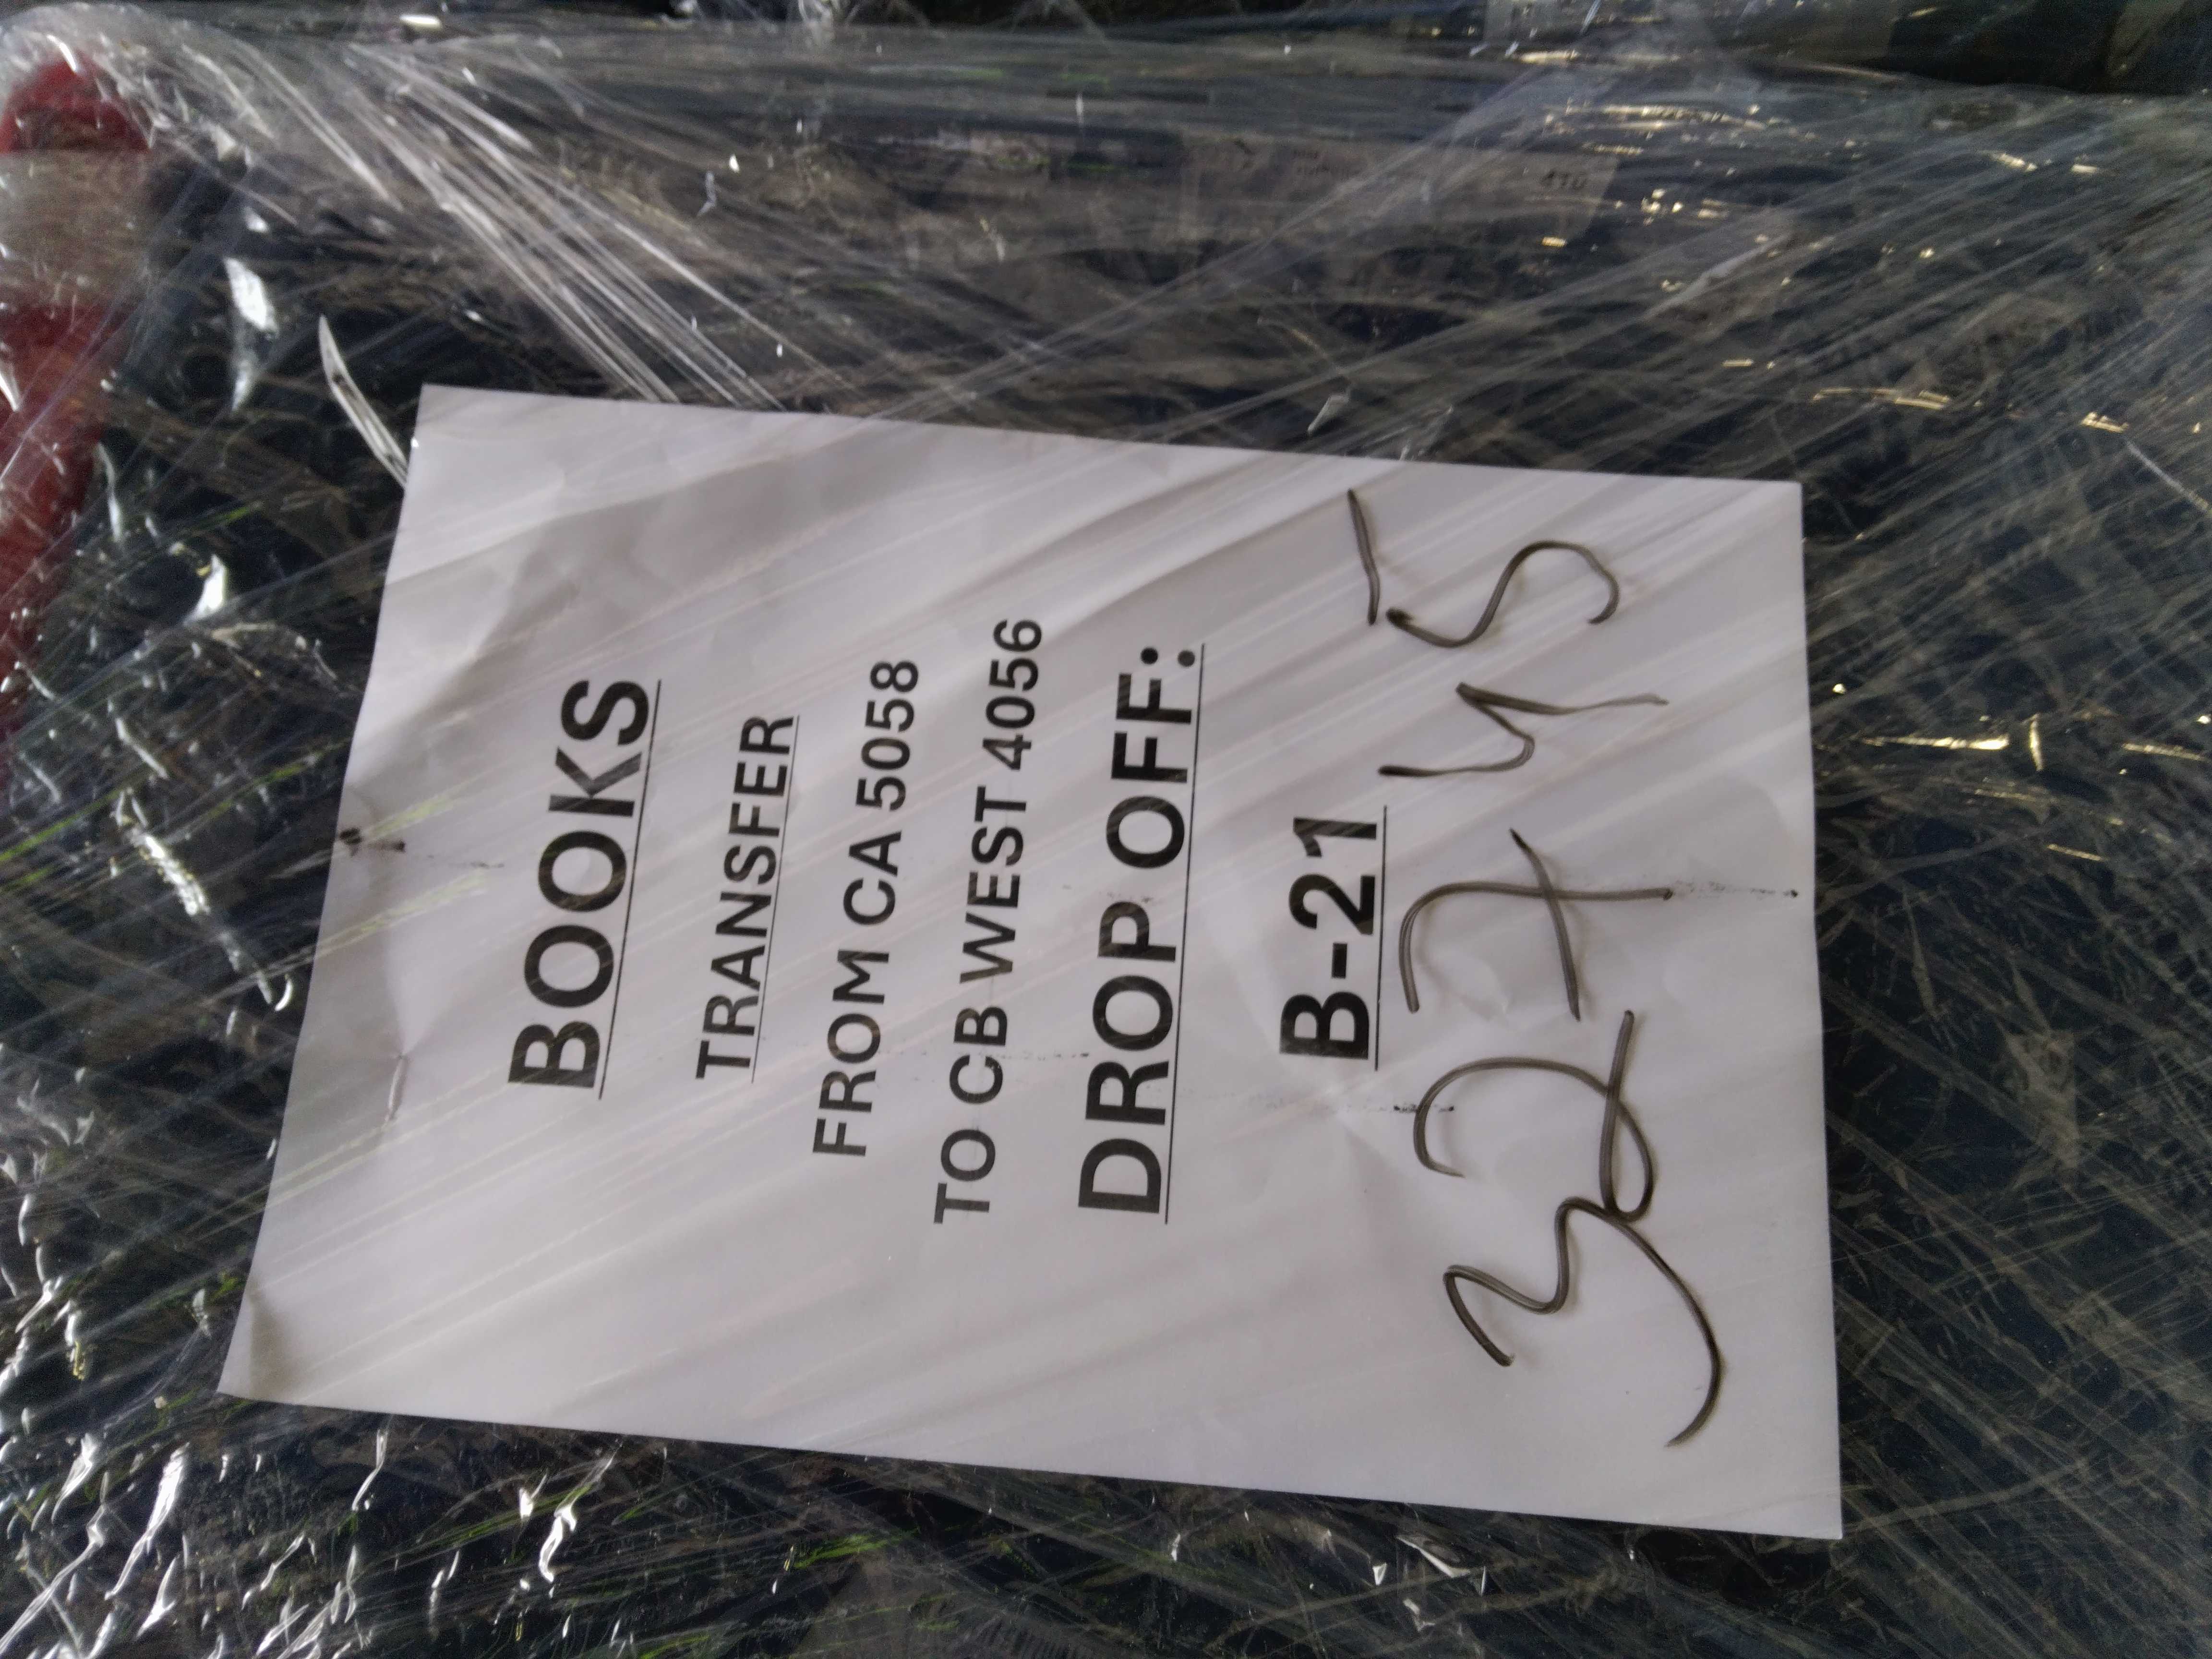 BOOKS
TRANSFER
FROM CA 5058
TO CB WEST 4056
DROP OFF:
B-21
32745